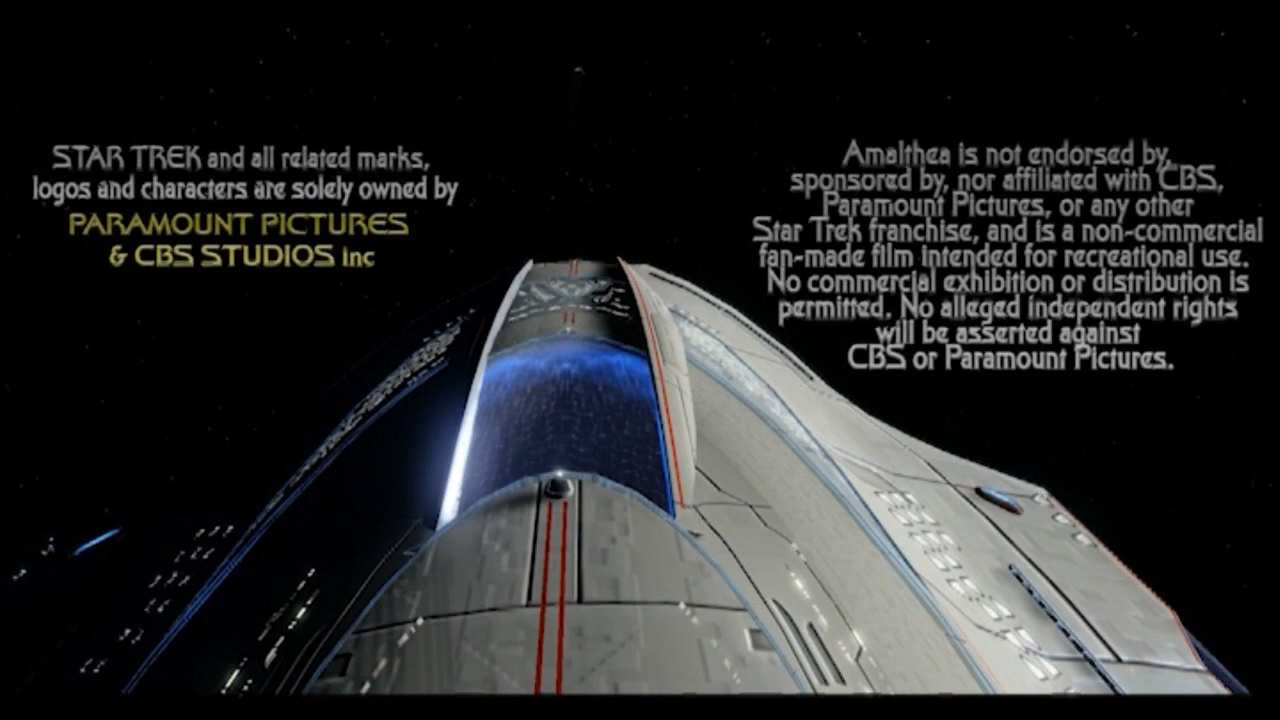 STAR TREK and all related marks,
logos and characters are solely owned by
PARAMOUNT PICTURES
& CBS STUDIOS inc
Amalthea is not endorsed by,
sponsored by, nor affiliated with CBS,
Paramount Pictures, or any other
Star Trek franchise, and is a non-commercial
fan-made film intended for recreational use.
No commercial exhibition or distribution is
permitted. No alleged independent rights
will be asserted against
CBS or Paramount Pictures.